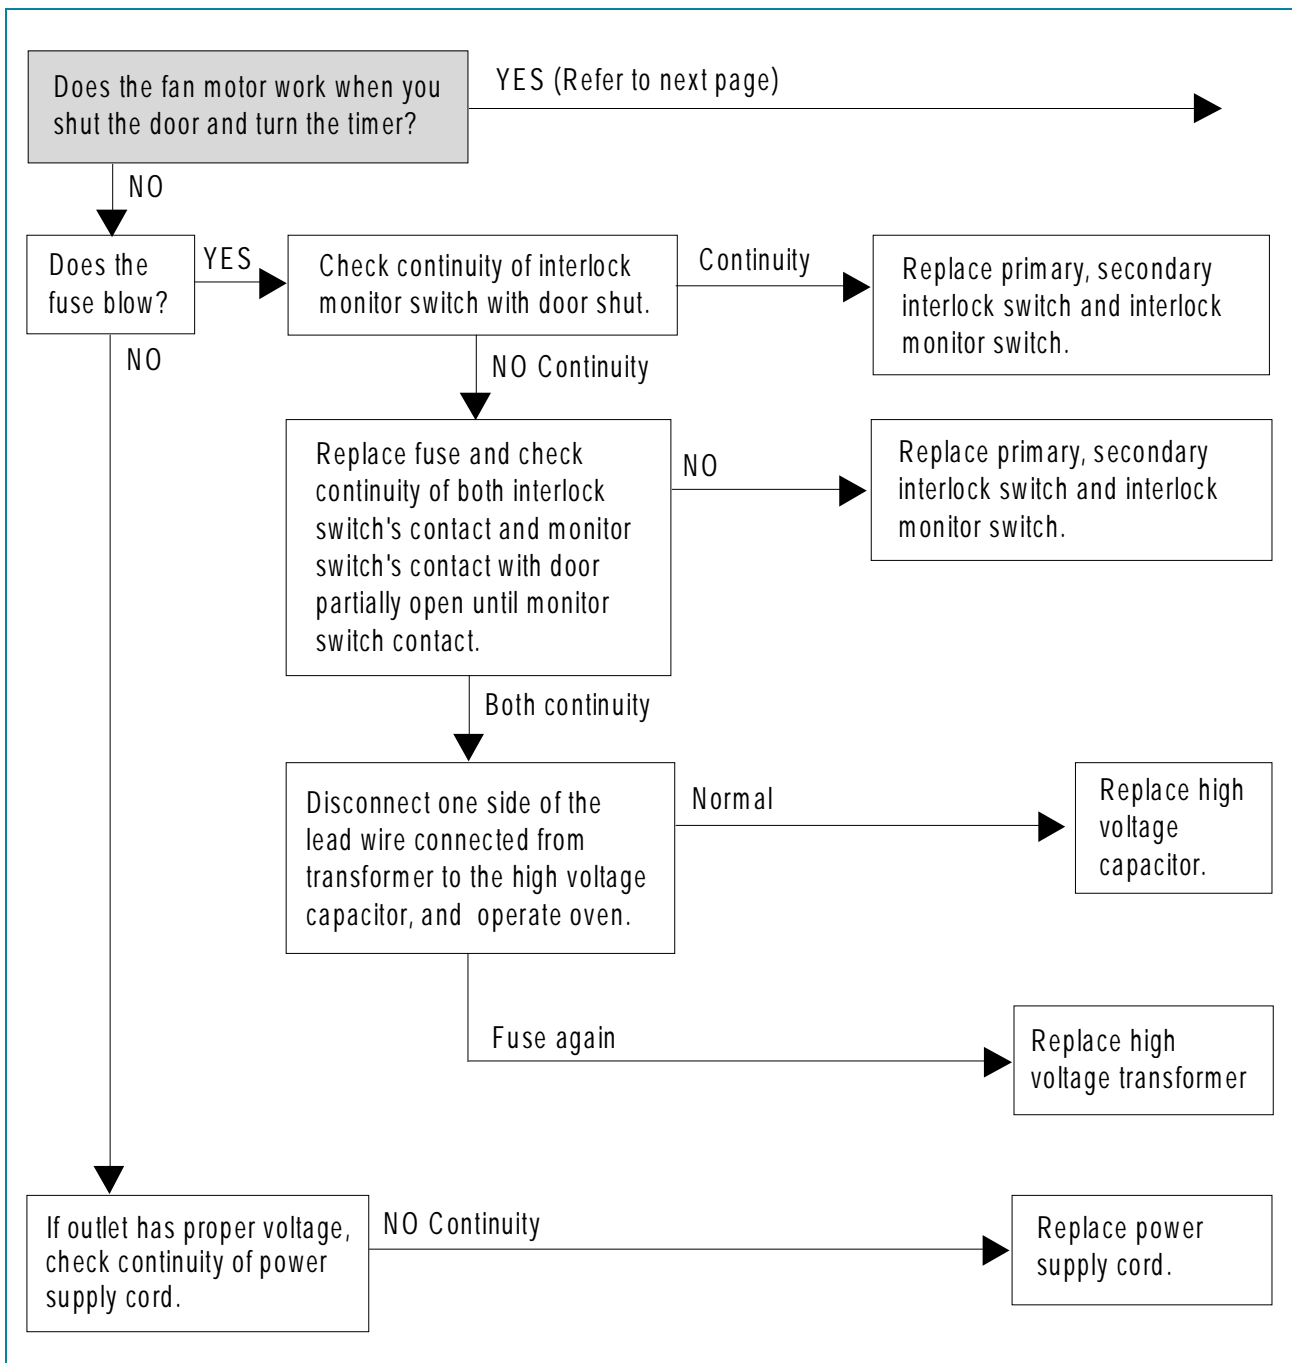 Does the fan motor work when you
shut the door and turn the timer?
YES (Refer to next page)
NO
Does the
fuse blow?
YES
Check continuity of interlock
monitor switch with door shut.
Continuity
Replace primary, secondary
interlock switch and interlock
monitor switch.
NO
NO Continuity
Replace fuse and check
continuity of both interlock
switch's contact and monitor
switch's contact with door
partially open until monitor
switch contact.
NO
Replace primary, secondary
interlock switch and interlock
monitor switch.
Both continuity
Disconnect one side of the
lead wire connected from
transformer to the high voltage
capacitor, and operate oven.
Normal
Replace high
voltage
capacitor.
Fuse again
Replace high
voltage transformer
If outlet has proper voltage,
check continuity of power
supply cord.
NO Continuity
Replace power
supply cord.